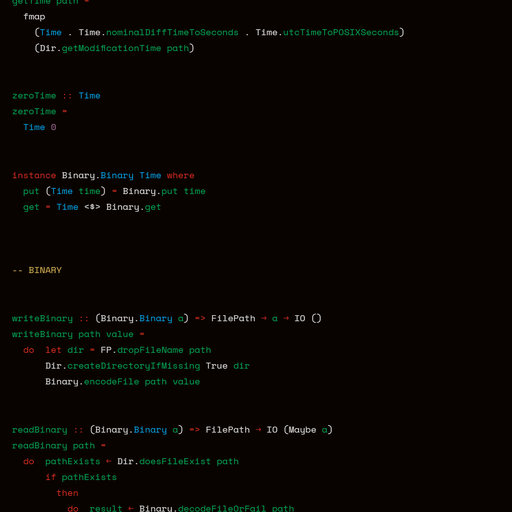 getTime path =
  fmap
    (Time . Time.nominalDiffTimeToSeconds . Time.utcTimeToPOSIXSeconds)
    (Dir.getModificationTime path)
zeroTime :: Time
zeroTime =
  Time 0
instance Binary.Binary Time where
  put (Time time) = Binary.put time
  get = Time <$> Binary.get
-- BINARY
writeBinary :: (Binary.Binary a) => FilePath → a → IO ()
writeBinary path value =
  do  let dir = FP.dropFileName path
      Dir.createDirectoryIfMissing True dir
      Binary.encodeFile path value
readBinary :: (Binary.Binary a) => FilePath → IO (Maybe a)
readBinary path =
  do  pathExists ← Dir.doesFileExist path
      if pathExists
        then
          do  result ← Binary.decodeFileOrFail path